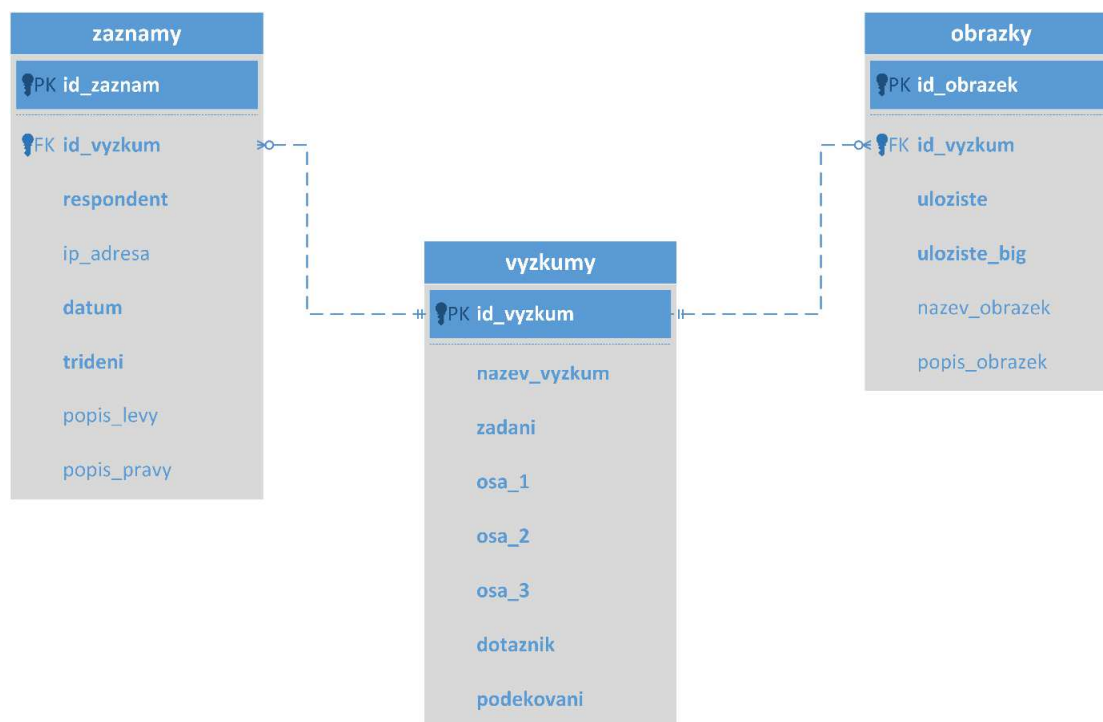 zaznamy
PK id_zaznam
FK id_vyzkum
respondent
ip_adresa
datum
trideni
popis_levy
popis_pravy
vyzkumy
PK id_vyzkum
nazev_vyzkum
zadani
osa_1
osa_2
osa_3
dotaznik
podekovani
obrazky
PK id_obrazek
FK id_vyzkum
uloziste
uloziste_big
nazev_obrazek
popis_obrazek